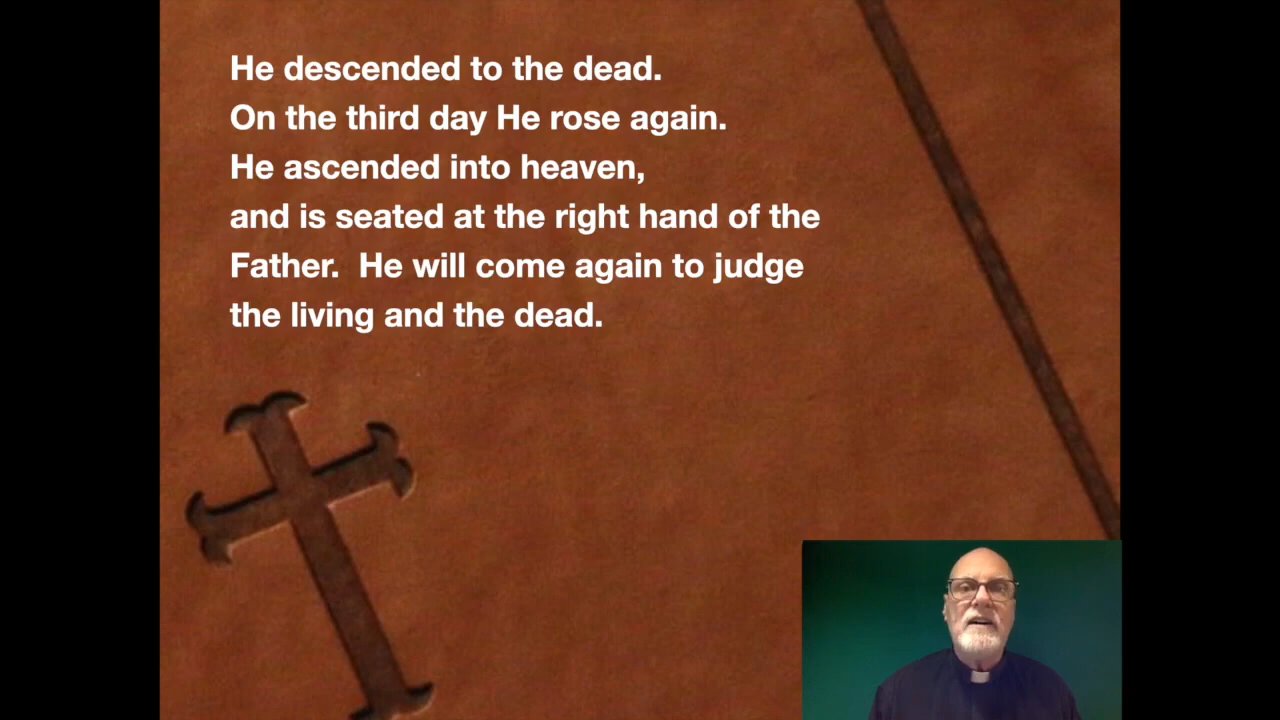 He descended to the dead.
On the third day He rose again.
He ascended into heaven,
and is seated at the right hand of the
Father.  He will come again to judge
the living and the dead.